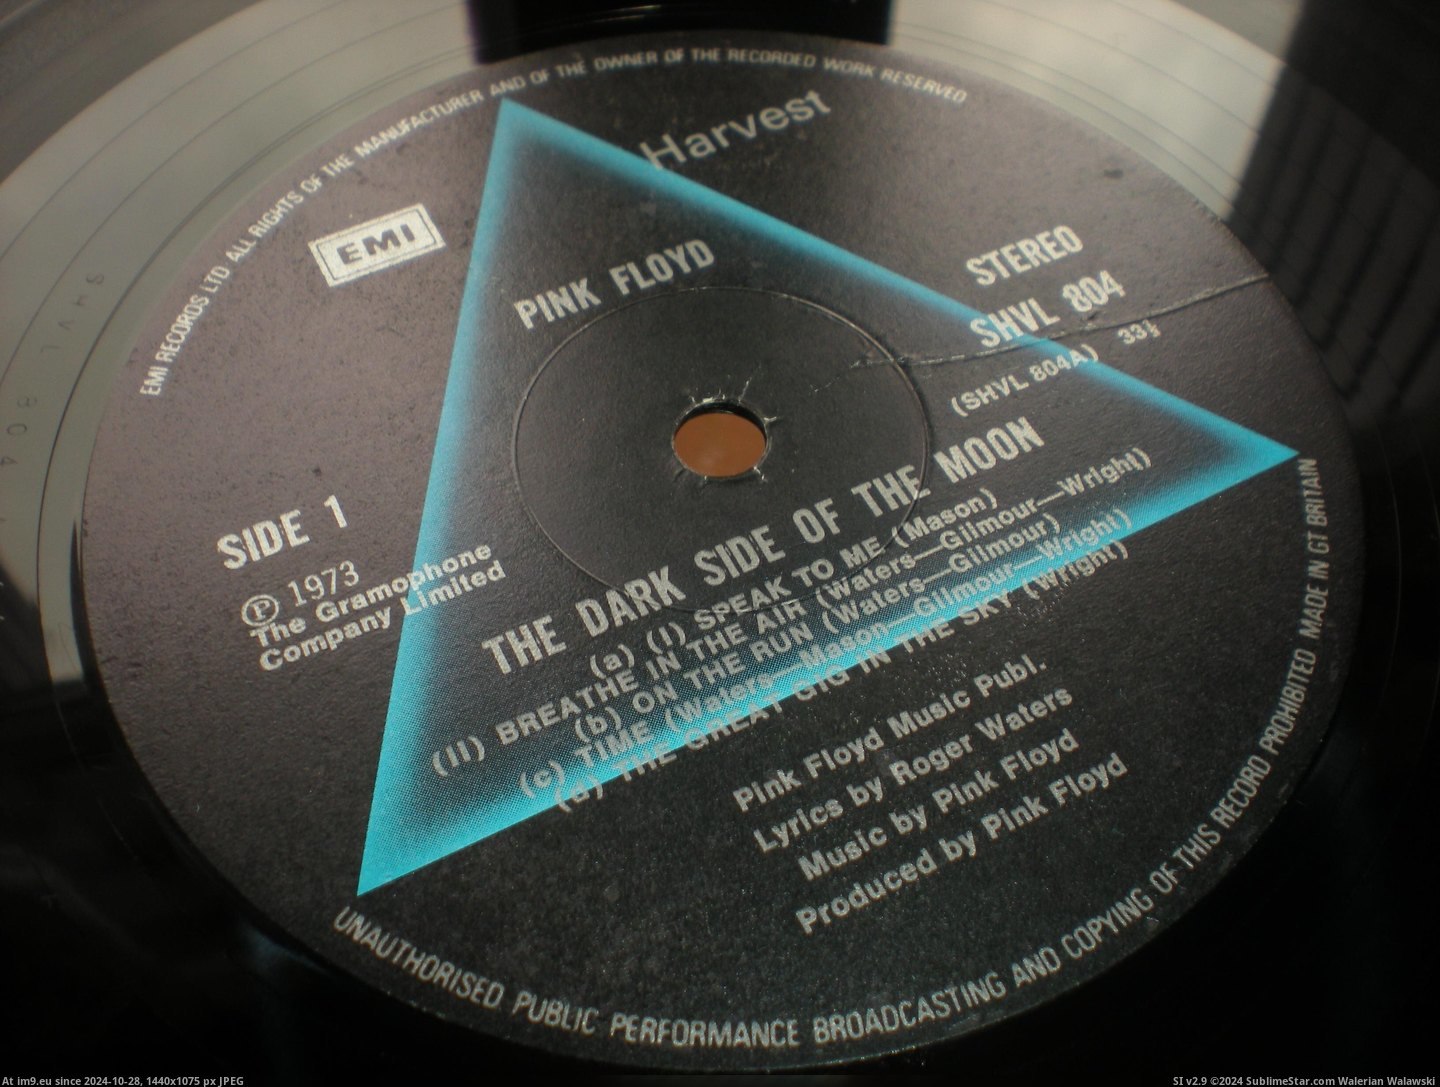 EMI RECORDS LTD ALL RIGHTS OF THE MANUFACTURER AND OF THE OWNER OF THE RECORDED WORK RESERVED
Harvest
EMI
PINK FLOYD
STEREO
SHVL 804
(SHVL 804A) 33⅓
SIDE 1
Ⓟ 1973
The Gramophone
Company Limited
THE DARK SIDE OF THE MOON
(a) (I) SPEAK TO ME (Mason)
(II) BREATHE IN THE AIR (Waters—Gilmour—Wright)
(b) ON THE RUN (Waters—Gilmour)
(c) TIME (Waters—Mason—Gilmour—Wright)
(d) THE GREAT GIG IN THE SKY (Wright)
Pink Floyd Music Publ.
Lyrics by Roger Waters
Music by Pink Floyd
Produced by Pink Floyd
UNAUTHORISED PUBLIC PERFORMANCE BROADCASTING AND COPYING OF THIS RECORD PROHIBITED MADE IN GT BRITAIN
SHVL 804
At im9.eu since 2024-10-28, 1440x1075 px JPEG
SI v2.9 ©2024 SublimeStar.com Walerian Walawski